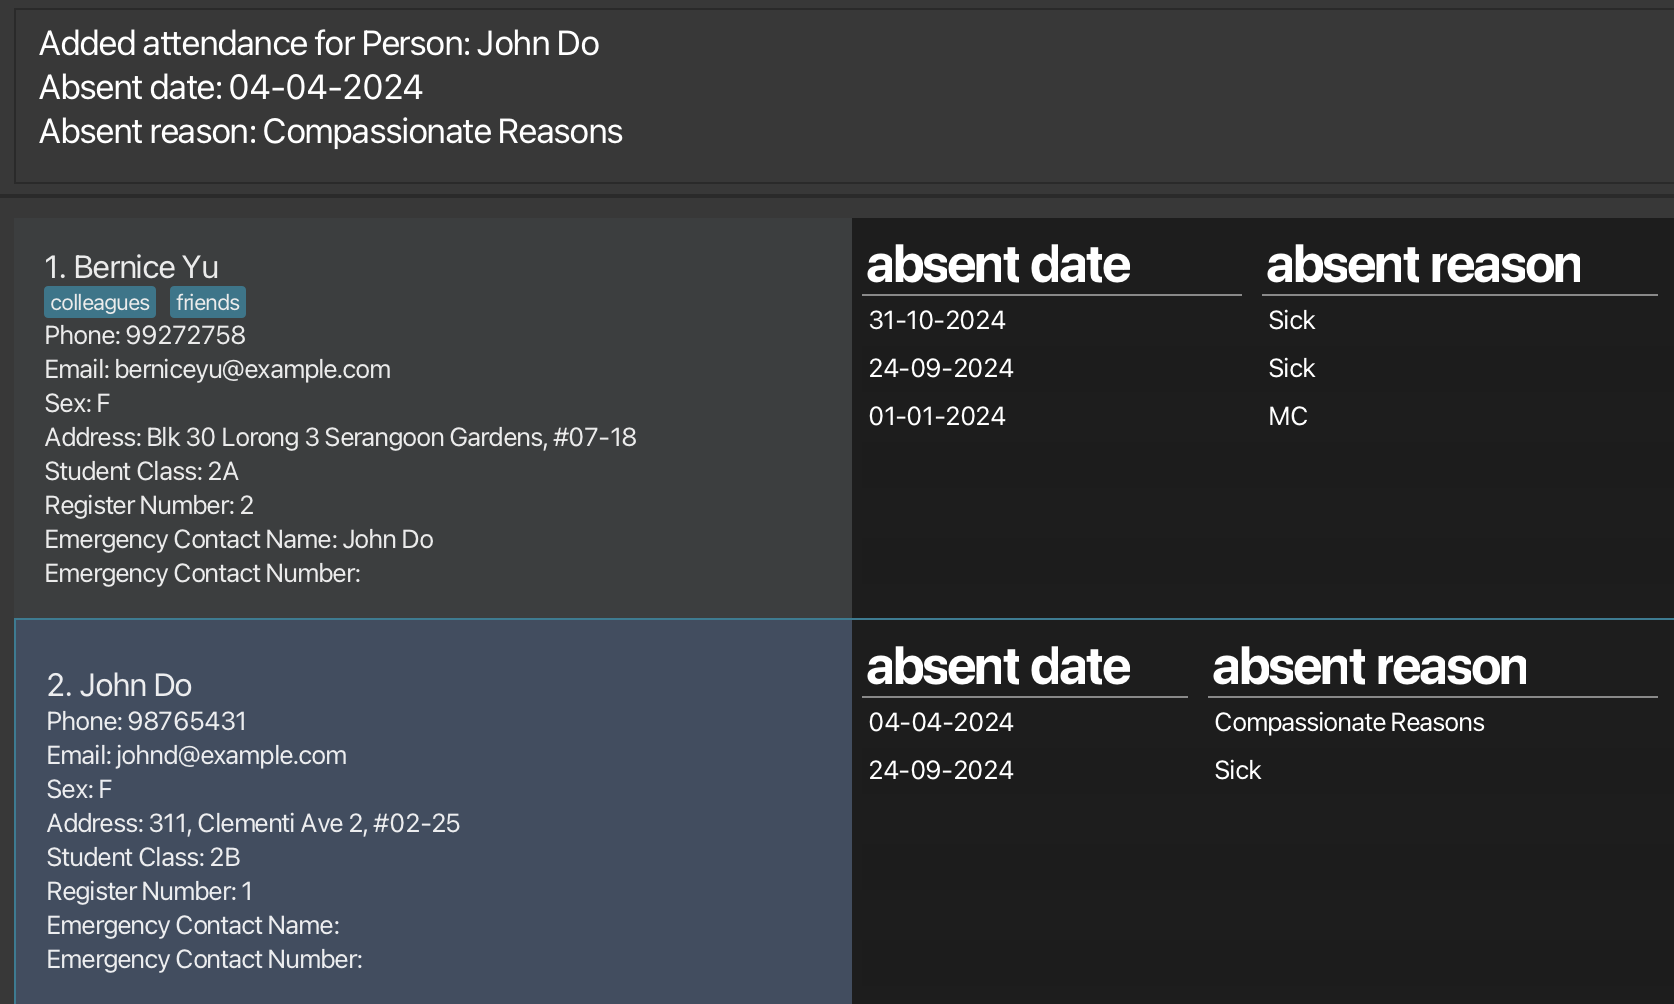 Added attendance for Person: John Do
Absent date: 04-04-2024
Absent reason: Compassionate Reasons
1. Bernice Yu
colleagues friends
Phone: 99272758
Email: berniceyu@example.com
Sex: F
Address: Blk 30 Lorong 3 Serangoon Gardens, #07-18
Student Class: 2A
Register Number: 2
Emergency Contact Name: John Do
Emergency Contact Number:
absent date absent reason
31-10-2024 Sick
24-09-2024 Sick
01-01-2024 MC
2. John Do
Phone: 98765431
Email: johnd@example.com
Sex: F
Address: 311, Clementi Ave 2, #02-25
Student Class: 2B
Register Number: 1
Emergency Contact Name:
Emergency Contact Number:
absent date absent reason
04-04-2024 Compassionate Reasons
24-09-2024 Sick